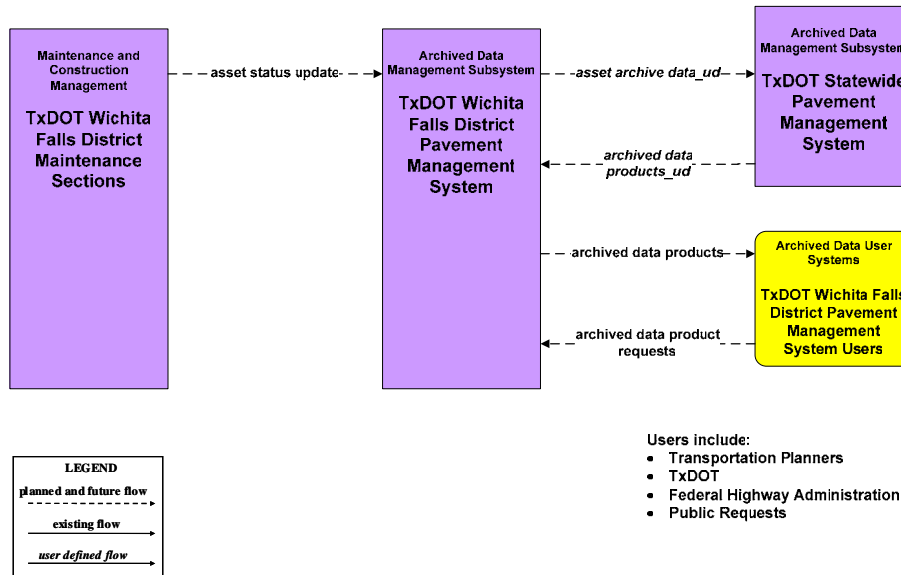 Maintenance and
Construction
Management
TxDOT Wichita
Falls District
Maintenance
Sections
asset status update
Archived Data
Management Subsystem
TxDOT Wichita
Falls District
Pavement
Management
System
asset archive data_ud
archived data
products_ud
archived data products
archived data product
requests
Archived Data
Management Subsystem
TxDOT Statewide
Pavement
Management
System
Archived Data User
Systems
TxDOT Wichita Falls
District Pavement
Management
System Users
LEGEND
planned and future flow
existing flow
user defined flow
Users include:
• Transportation Planners
• TxDOT
• Federal Highway Administration
• Public Requests